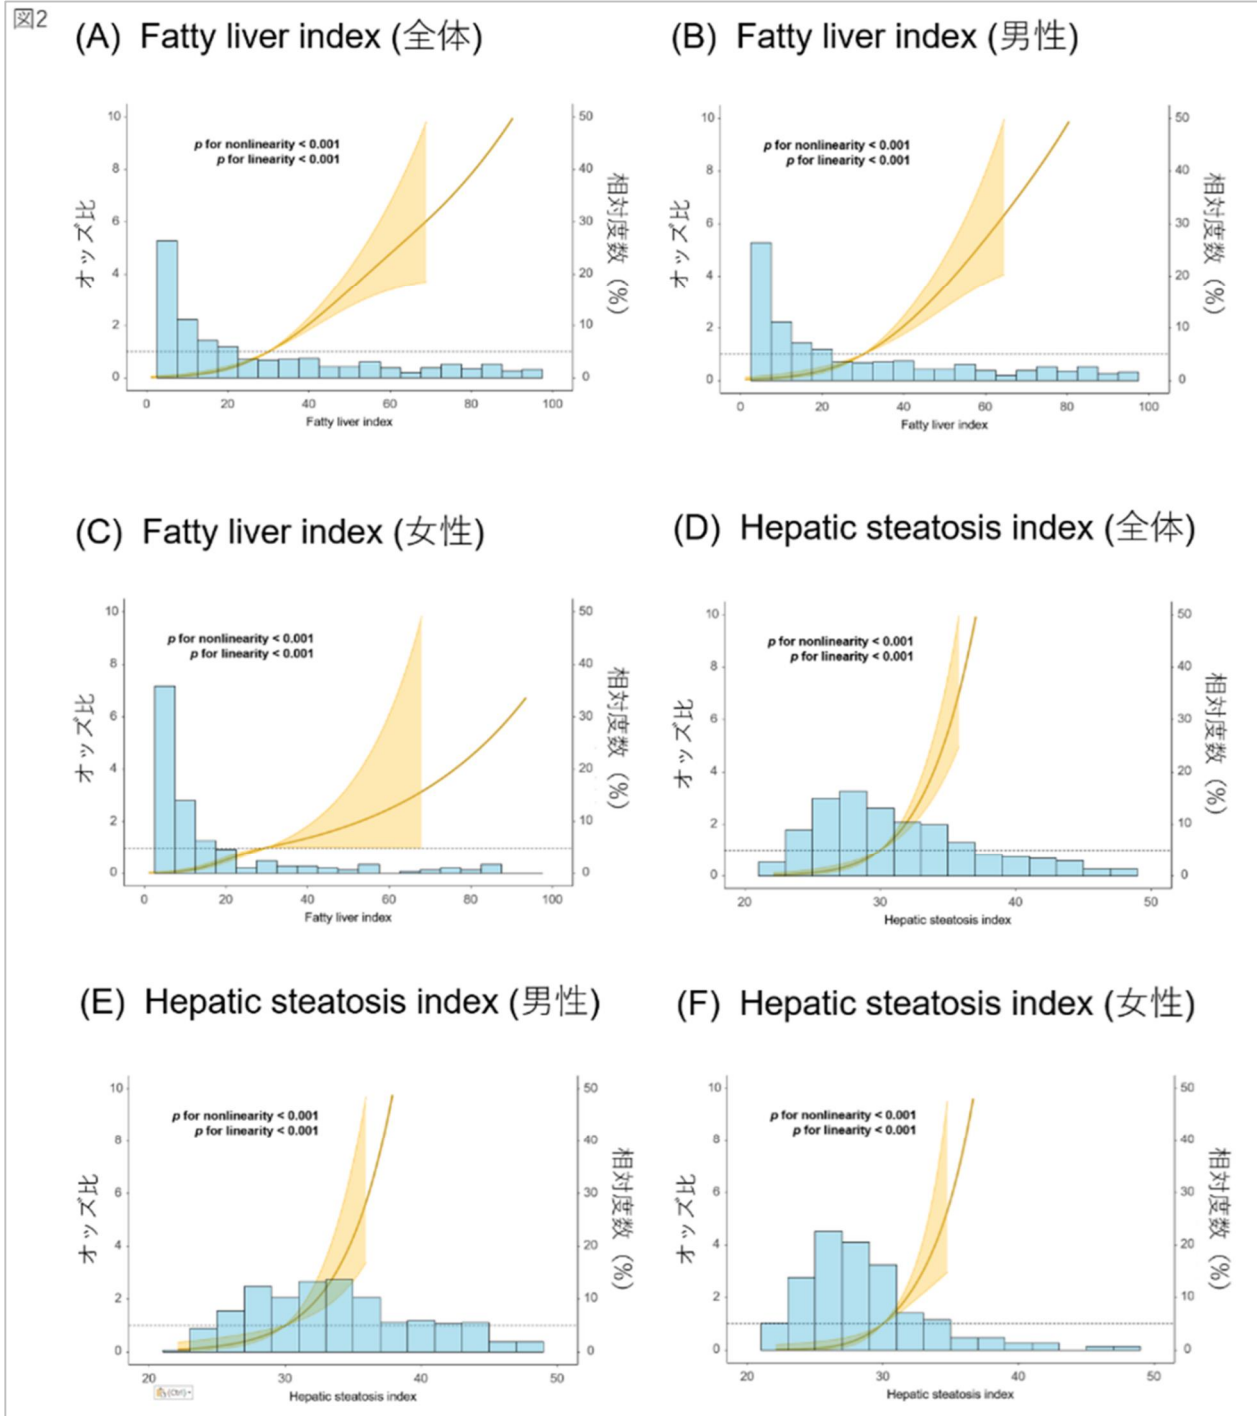 図2
(A) Fatty liver index (全体)
p for nonlinearity < 0.001
p for linearity < 0.001
オッズ比
10
8
6
4
2
0
相対度数 (%)
50
40
30
20
10
0
0 20 40 60 80 100
Fatty liver index
(B) Fatty liver index (男性)
p for nonlinearity < 0.001
p for linearity < 0.001
オッズ比
10
8
6
4
2
0
相対度数 (%)
50
40
30
20
10
0
0 20 40 60 80 100
Fatty liver index
(C) Fatty liver index (女性)
p for nonlinearity < 0.001
p for linearity < 0.001
オッズ比
10
8
6
4
2
0
相対度数 (%)
50
40
30
20
10
0
0 20 40 60 80 100
Fatty liver index
(D) Hepatic steatosis index (全体)
p for nonlinearity < 0.001
p for linearity < 0.001
オッズ比
10
8
6
4
2
0
相対度数 (%)
50
40
30
20
10
0
20 30 40 50
Hepatic steatosis index
(E) Hepatic steatosis index (男性)
p for nonlinearity < 0.001
p for linearity < 0.001
オッズ比
10
8
6
4
2
0
相対度数 (%)
50
40
30
20
10
0
20 30 40 50
(Ctrl)
Hepatic steatosis index
(F) Hepatic steatosis index (女性)
p for nonlinearity < 0.001
p for linearity < 0.001
オッズ比
10
8
6
4
2
0
相対度数 (%)
50
40
30
20
10
0
20 30 40 50
Hepatic steatosis index